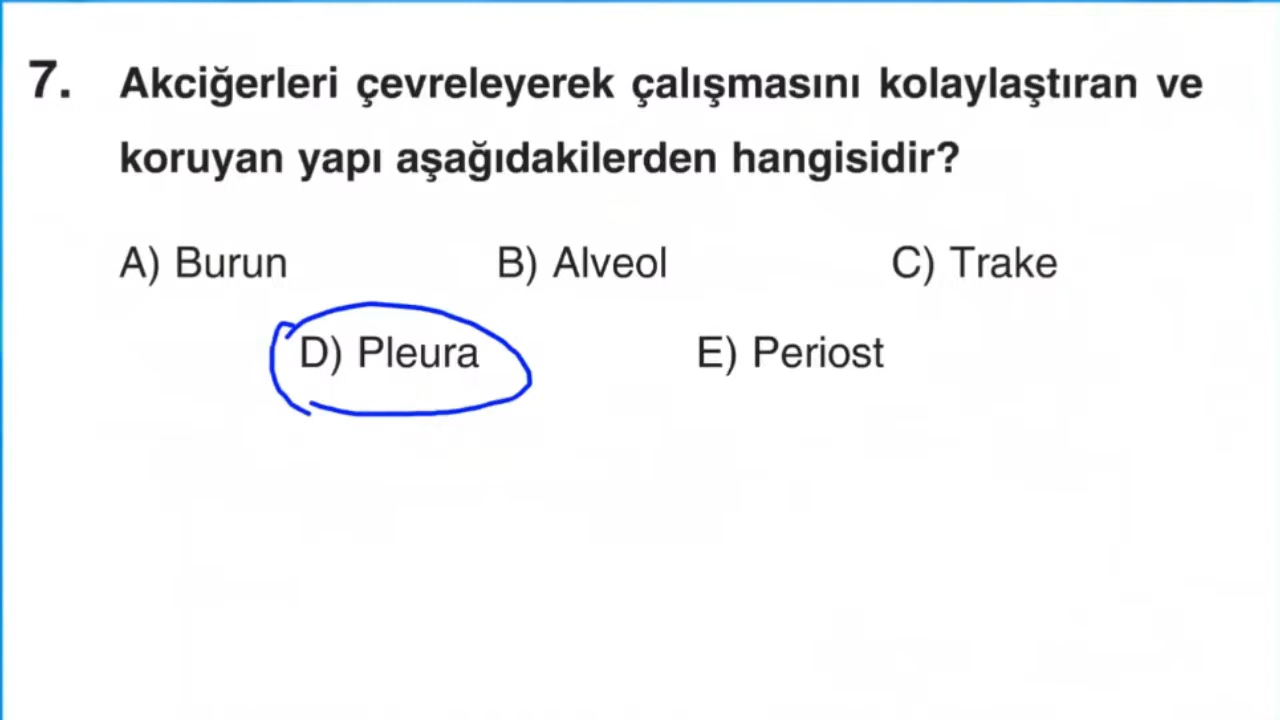 7. Akciğerleri çevreleyerek çalışmasını kolaylaştıran ve
koruyan yapı aşağıdakilerden hangisidir?
A) Burun B) Alveol C) Trake
D) Pleura E) Periost